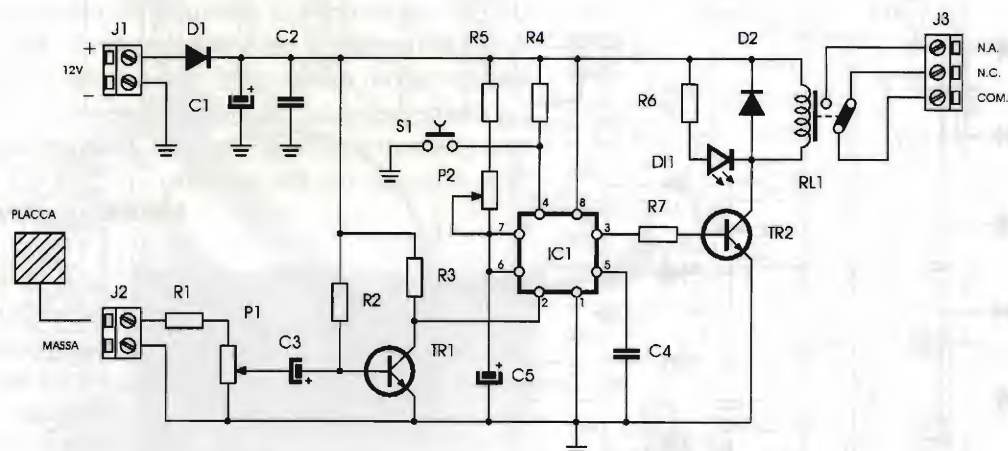 J1
D1
C2
R5
R4
D2
J3
+
12V
−
C1
+
S1
P2
R6
DI1
RL1
N.A.
N.C.
COM.
4
8
7
3
6
5
2
1
IC1
R7
TR2
PLACCA
J2
MASSA
R1
P1
C3
+
R2
R3
TR1
C5
+
C4